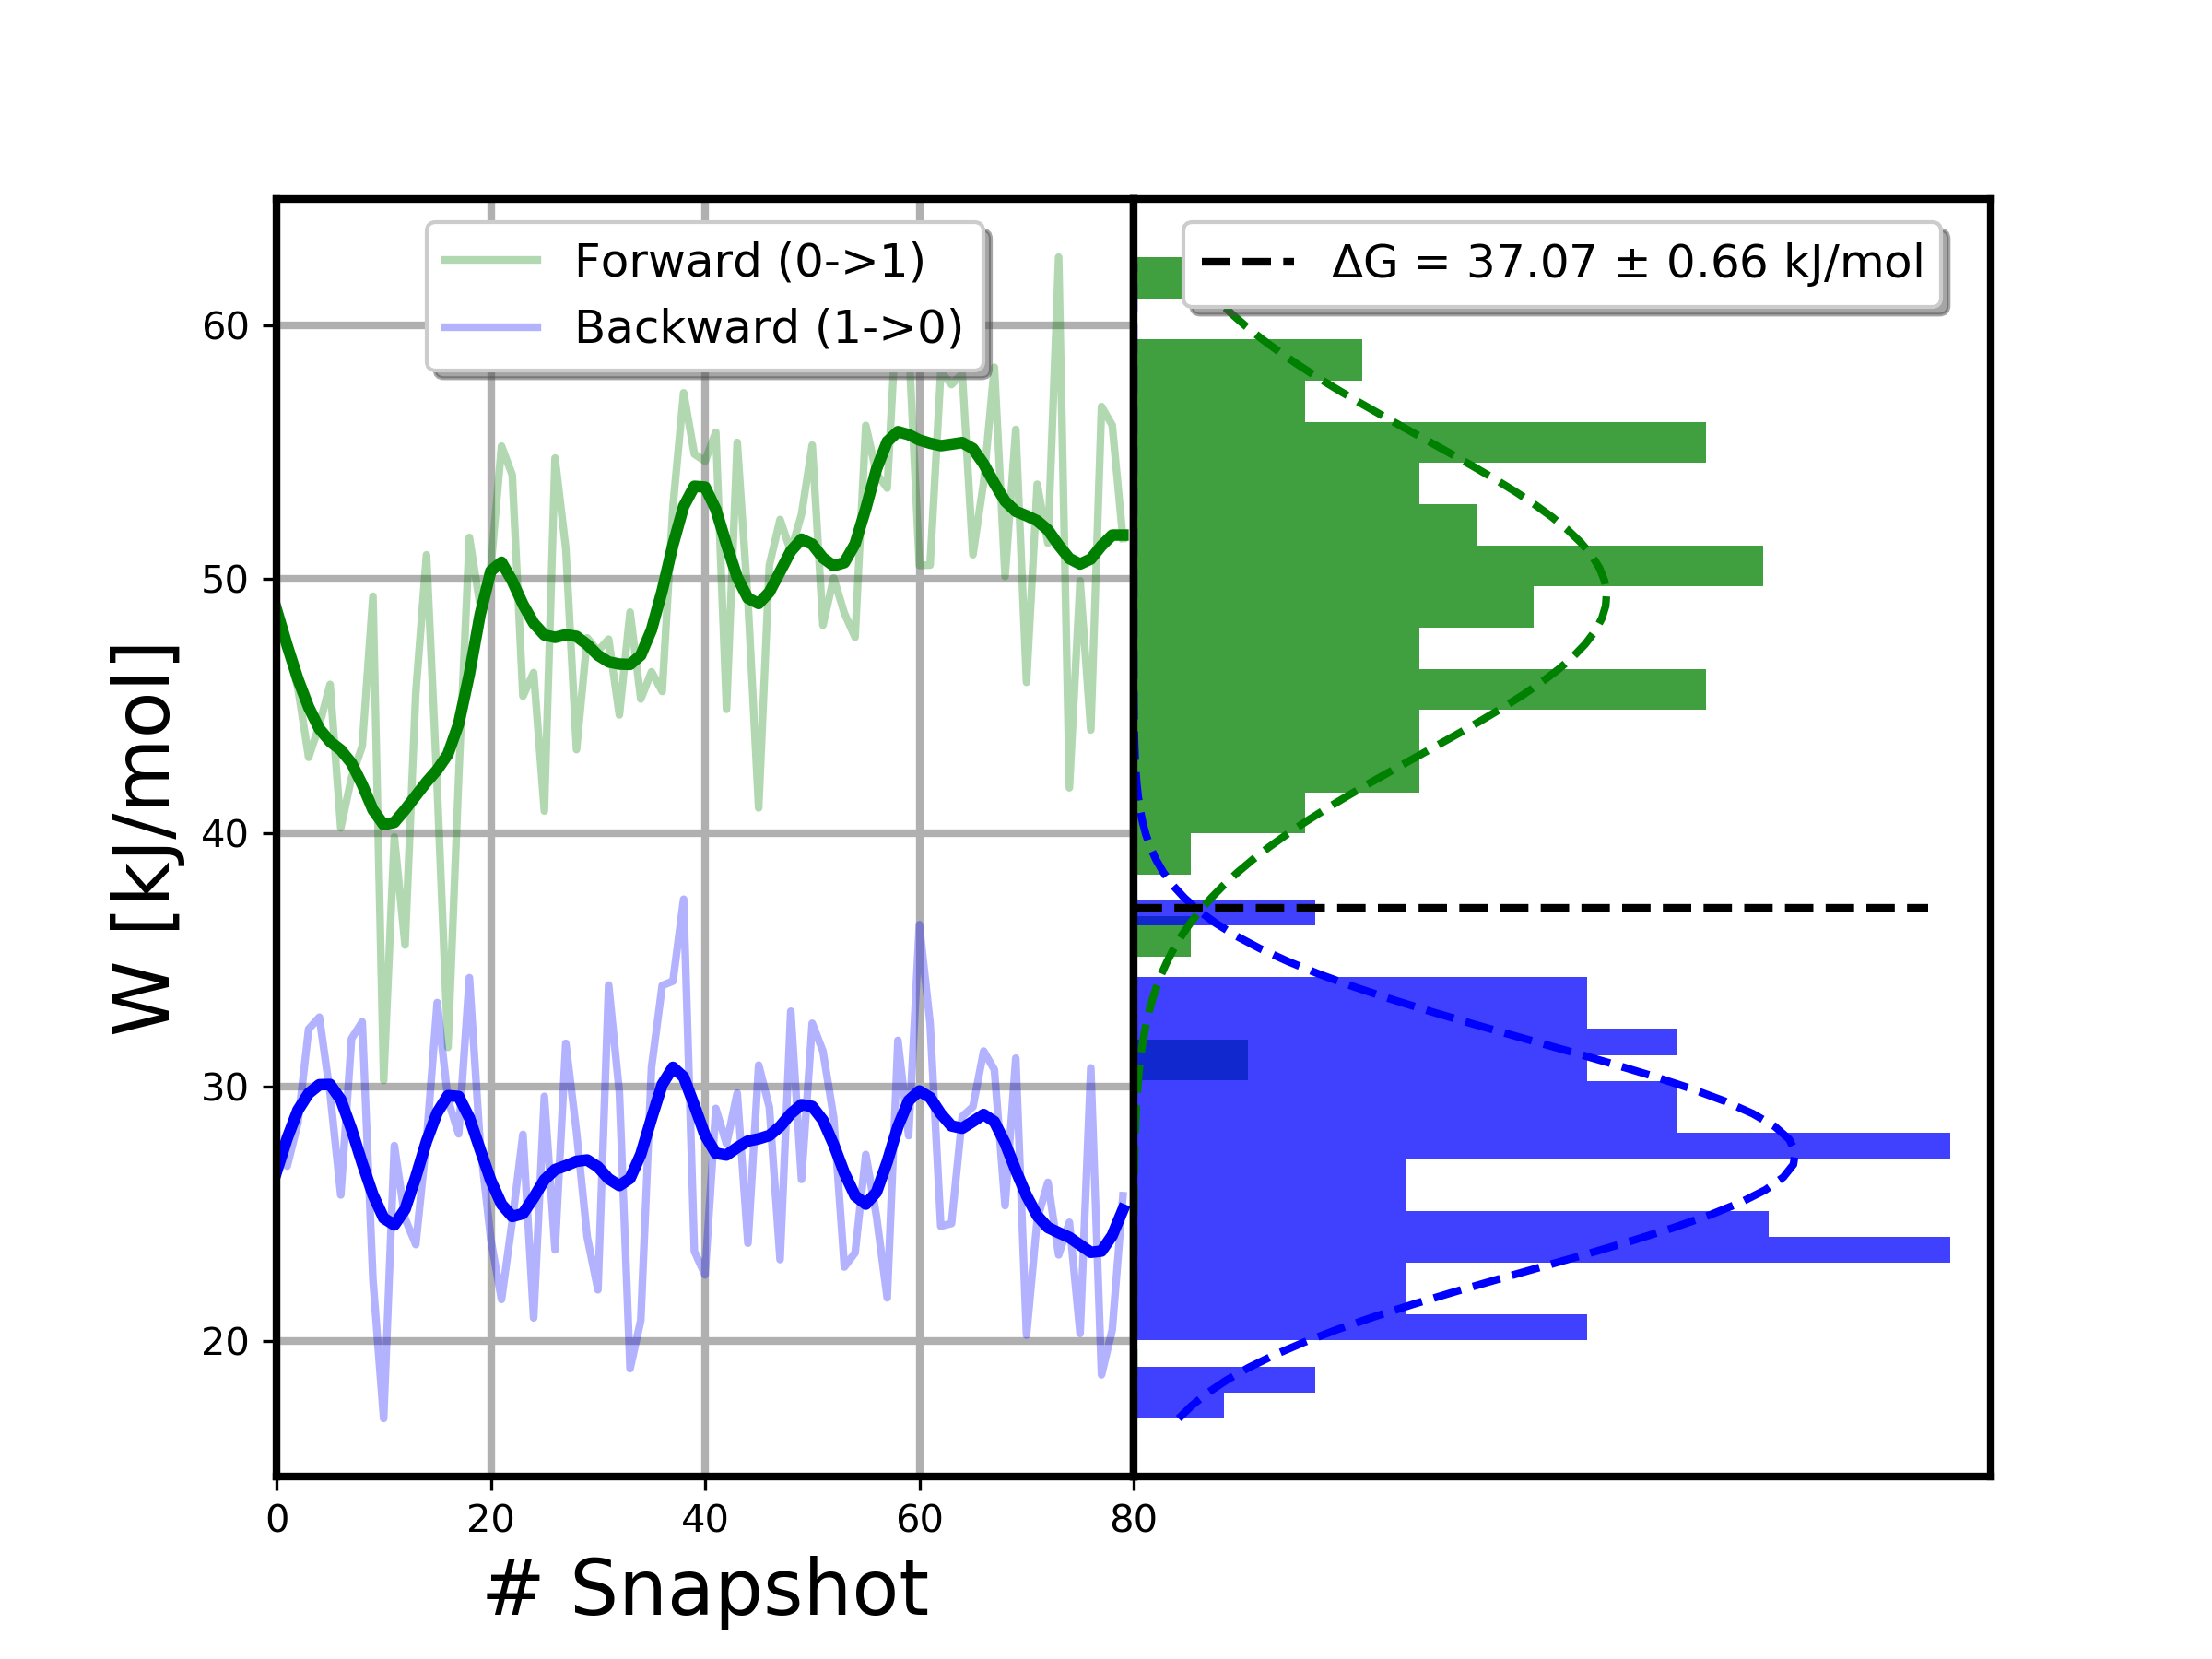 Forward (0->1)
Backward (1->0)
ΔG = 37.07 ± 0.66 kJ/mol
W [kJ/mol]
60
50
40
30
20
0 20 40 60 80
# Snapshot